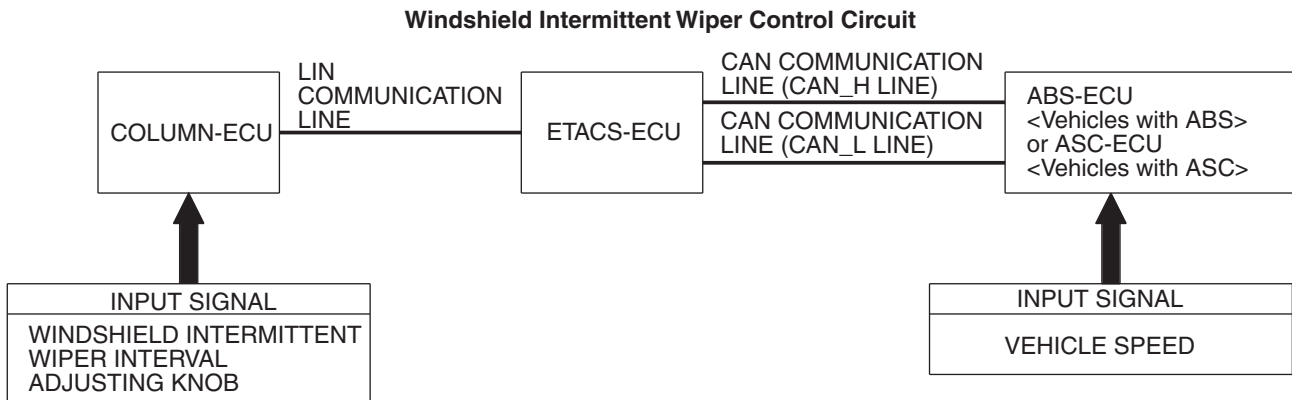 Windshield Intermittent Wiper Control Circuit
LIN
COMMUNICATION
LINE
CAN COMMUNICATION
LINE (CAN_H LINE)
CAN COMMUNICATION
LINE (CAN_L LINE)
COLUMN-ECU
ETACS-ECU
ABS-ECU
<Vehicles with ABS>
or ASC-ECU
<Vehicles with ASC>
INPUT SIGNAL
WINDSHIELD INTERMITTENT
WIPER INTERVAL
ADJUSTING KNOB
INPUT SIGNAL
VEHICLE SPEED